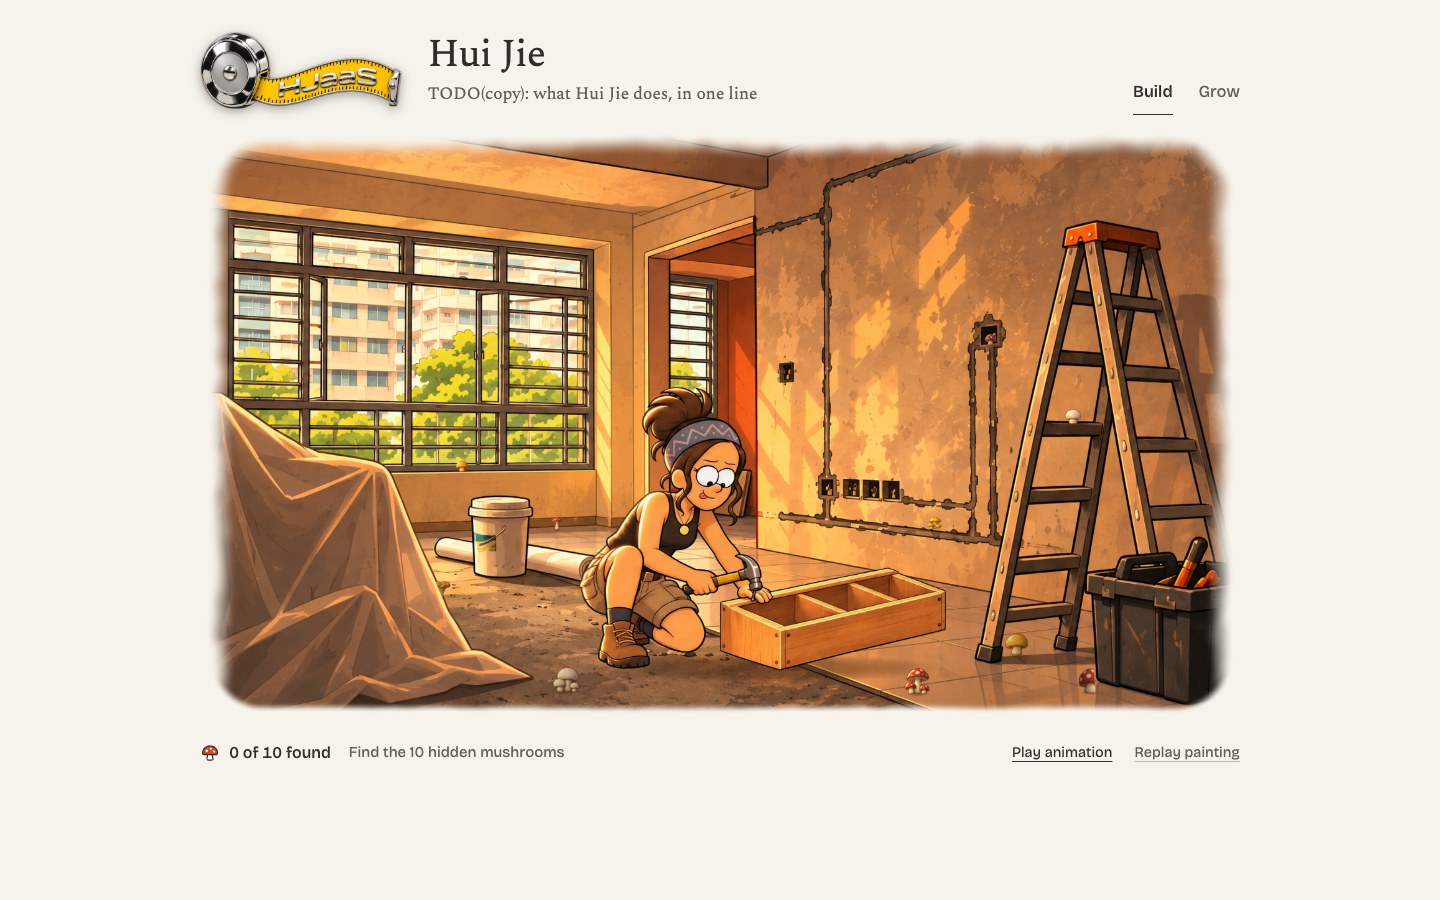 HJaaS
Hui Jie
TODO(copy): what Hui Jie does, in one line
Build
Grow
0 of 10 found
Find the 10 hidden mushrooms
Play animation
Replay painting